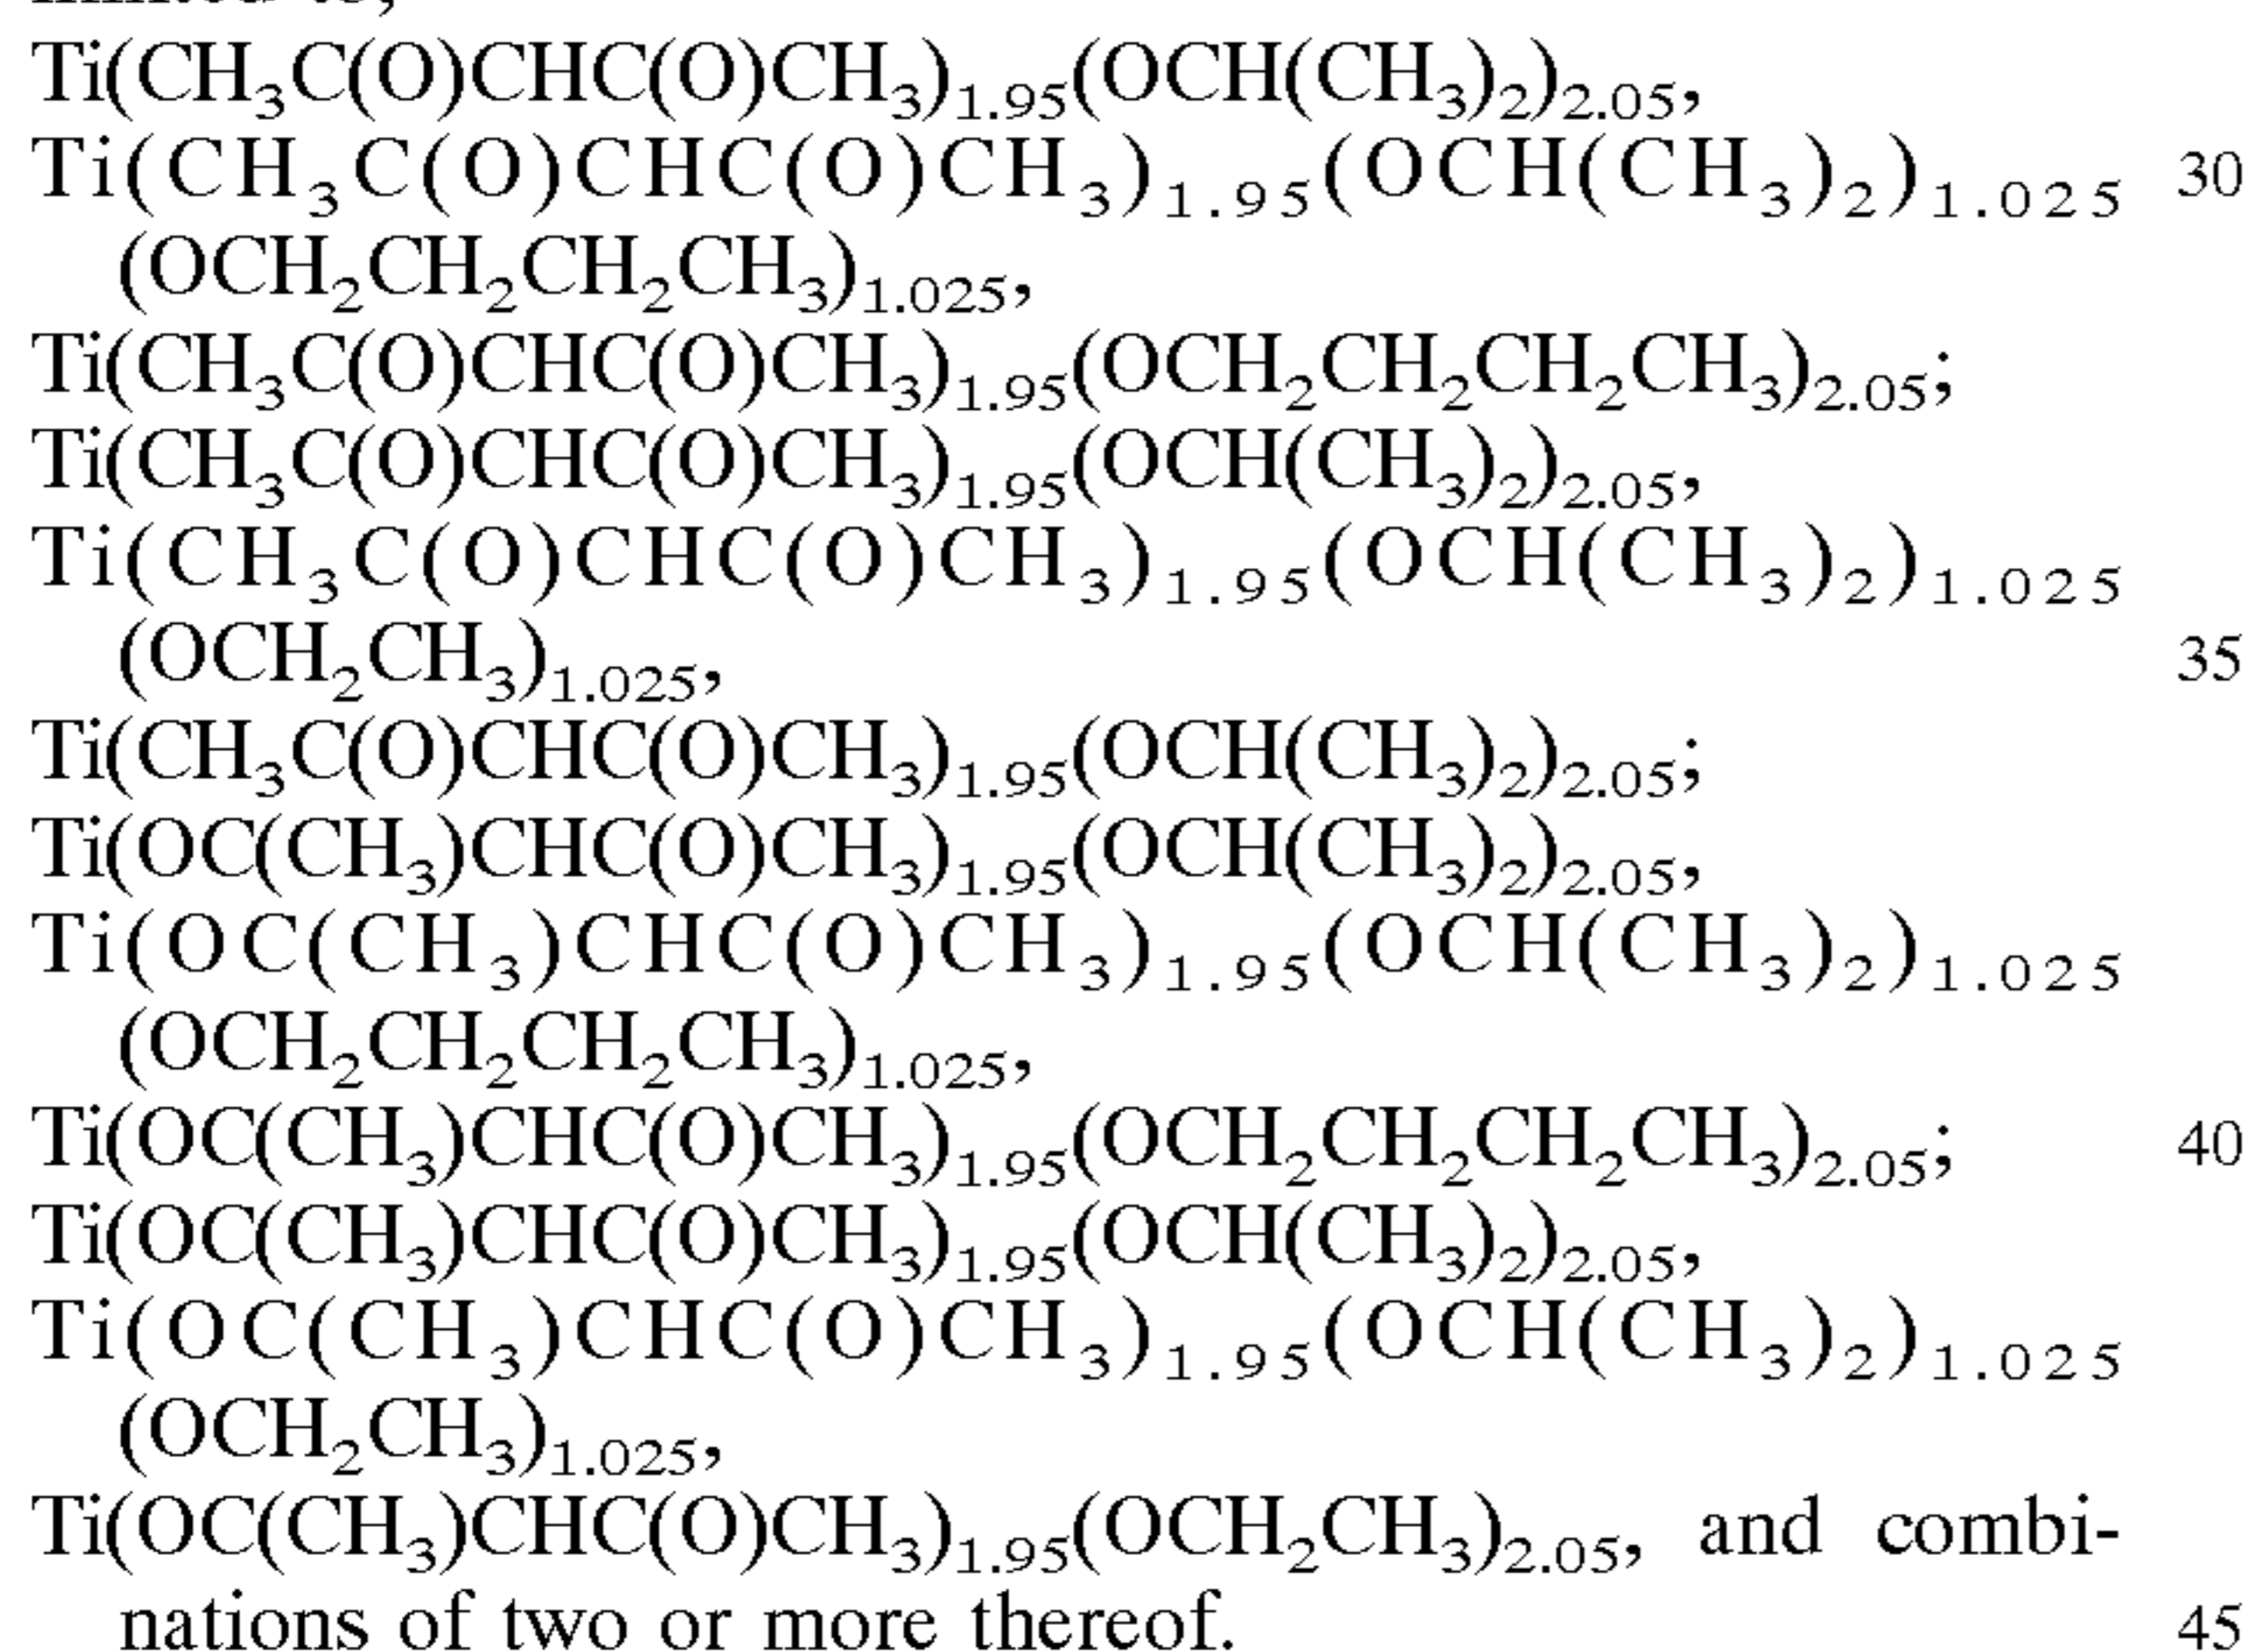 Ti(CH₃C(O)CHC(O)CH₃)₁.₉₅(OCH(CH₃)₂)₂.₀₅,
Ti(CH₃C(O)CHC(O)CH₃)₁.₉₅(OCH(CH₃)₂)₁.₀₂₅ 30
(OCH₂CH₂CH₂CH₃)₁.₀₂₅,
Ti(CH₃C(O)CHC(O)CH₃)₁.₉₅(OCH₂CH₂CH₂CH₃)₂.₀₅;
Ti(CH₃C(O)CHC(O)CH₃)₁.₉₅(OCH(CH₃)₂)₂.₀₅,
Ti(CH₃C(O)CHC(O)CH₃)₁.₉₅(OCH(CH₃)₂)₁.₀₂₅
(OCH₂CH₃)₁.₀₂₅, 35
Ti(CH₃C(O)CHC(O)CH₃)₁.₉₅(OCH(CH₃)₂)₂.₀₅;
Ti(OC(CH₃)CHC(O)CH₃)₁.₉₅(OCH(CH₃)₂)₂.₀₅,
Ti(OC(CH₃)CHC(O)CH₃)₁.₉₅(OCH(CH₃)₂)₁.₀₂₅
(OCH₂CH₂CH₂CH₃)₁.₀₂₅,
Ti(OC(CH₃)CHC(O)CH₃)₁.₉₅(OCH₂CH₂CH₂CH₃)₂.₀₅; 40
Ti(OC(CH₃)CHC(O)CH₃)₁.₉₅(OCH(CH₃)₂)₂.₀₅,
Ti(OC(CH₃)CHC(O)CH₃)₁.₉₅(OCH(CH₃)₂)₁.₀₂₅
(OCH₂CH₃)₁.₀₂₅,
Ti(OC(CH₃)CHC(O)CH₃)₁.₉₅(OCH₂CH₃)₂.₀₅, and combi-
nations of two or more thereof. 45